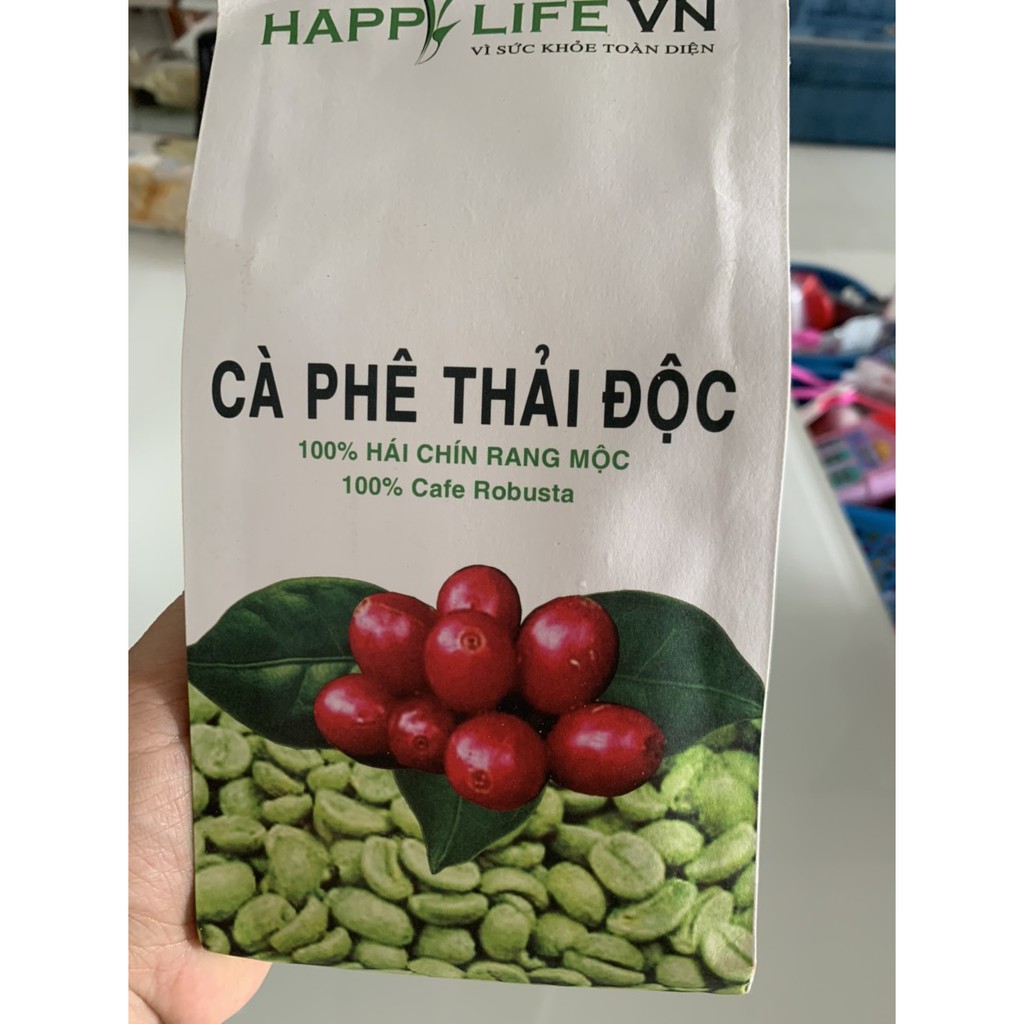 HAPPY LIFE VN
VÌ SỨC KHỎE TOÀN DIỆN
CÀ PHÊ THẢI ĐỘC
100% HÁI CHÍN RANG MỘC
100% Cafe Robusta